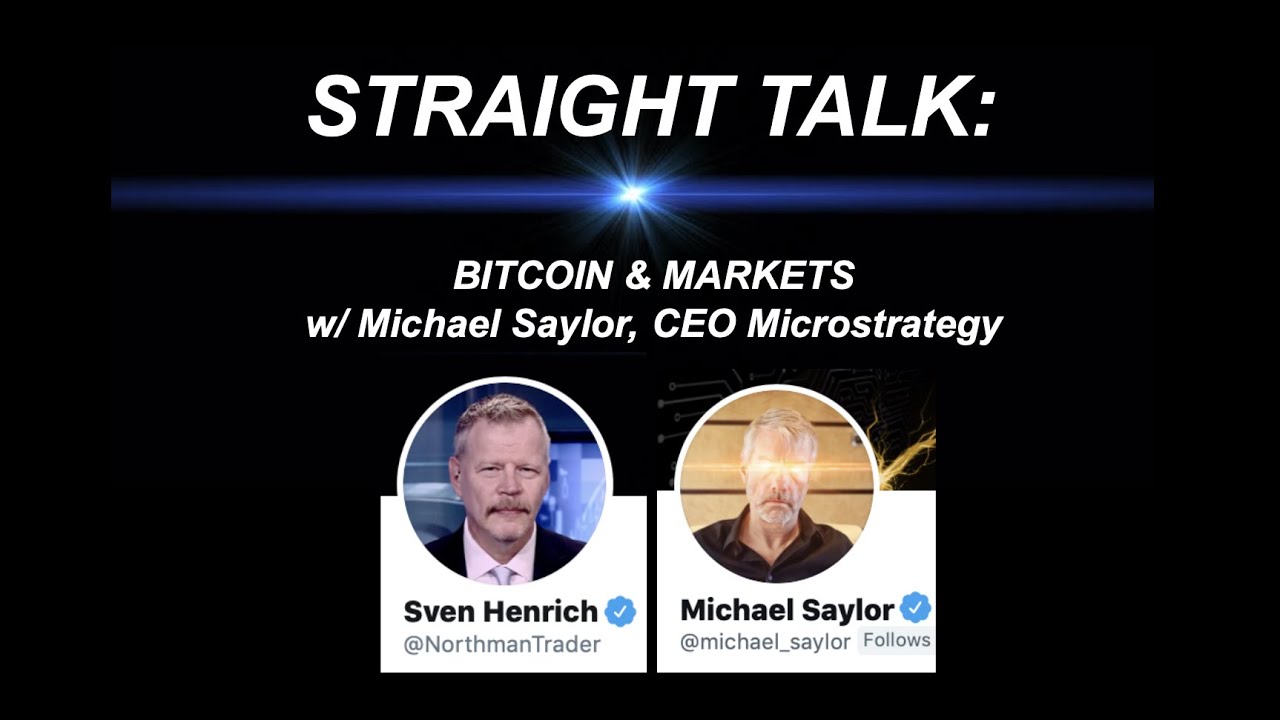 STRAIGHT TALK:
BITCOIN & MARKETS
w/ Michael Saylor, CEO Microstrategy
Sven Henrich
@NorthmanTrader
Michael Saylor
@michael_saylor Follows